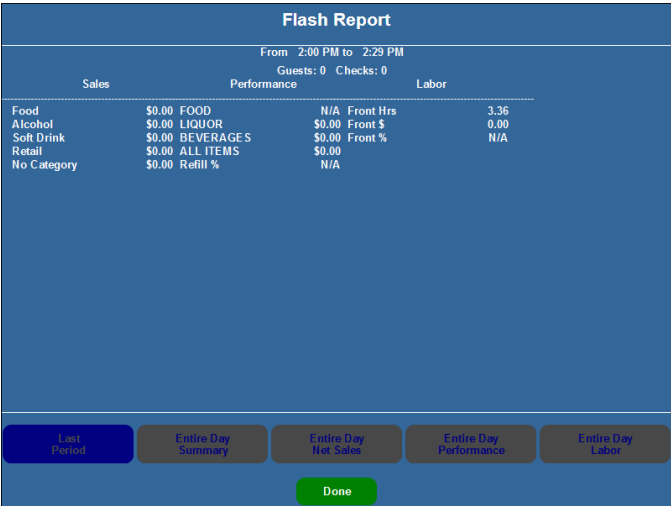 Flash Report
From 2:00 PM to 2:29 PM
Guests: 0 Checks: 0
Sales Performance Labor
Food $0.00 FOOD N/A Front Hrs 3.36
Alcohol $0.00 LIQUOR $0.00 Front $ 0.00
Soft Drink $0.00 BEVERAGES $0.00 Front % N/A
Retail $0.00 ALL ITEMS $0.00
No Category $0.00 Refill % N/A
Last Period
Entire Day Summary
Entire Day Net Sales
Entire Day Performance
Entire Day Labor
Done